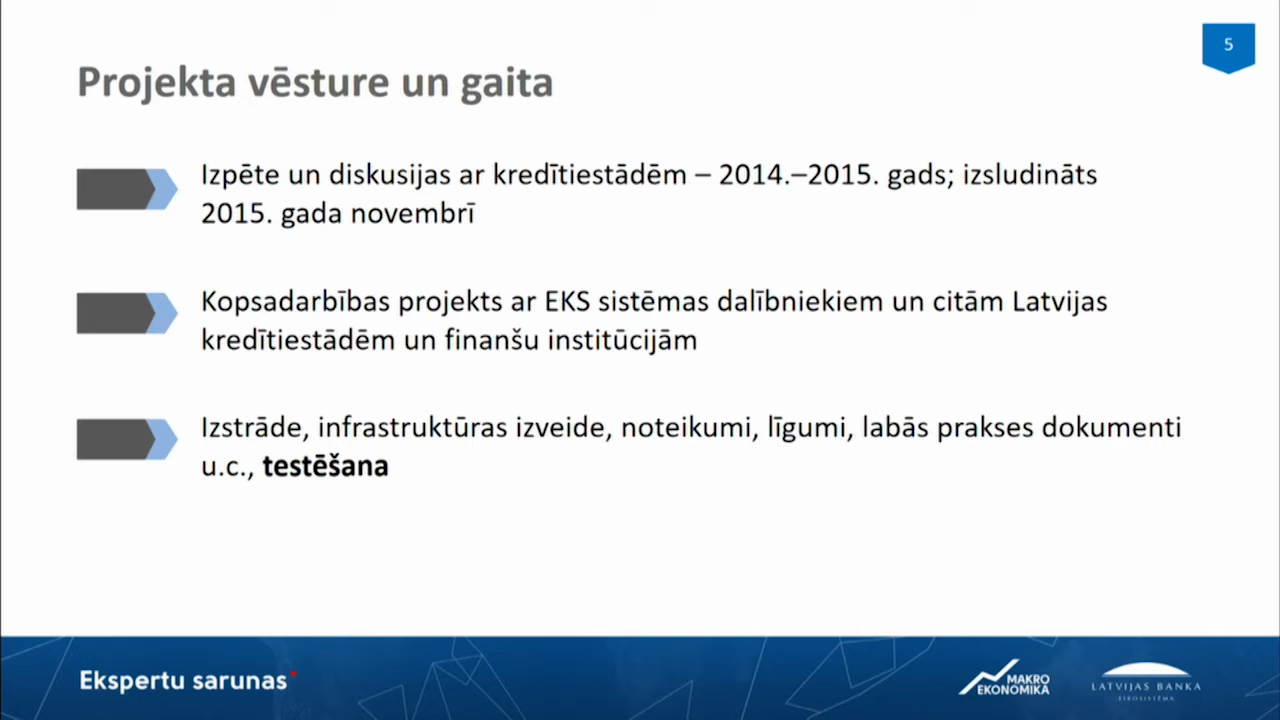 5
Projekta vēsture un gaita
Izpēte un diskusijas ar kredītiestādēm – 2014.–2015. gads; izsludināts
2015. gada novembrī
Kopsadarbības projekts ar EKS sistēmas dalībniekiem un citām Latvijas
kredītiestādēm un finanšu institūcijām
Izstrāde, infrastruktūras izveide, noteikumi, līgumi, labās prakses dokumenti
u.c., testēšana
Ekspertu sarunas
MAKRO
EKONOMIKA
LATVIJAS BANKA
EIROSISTĒMA